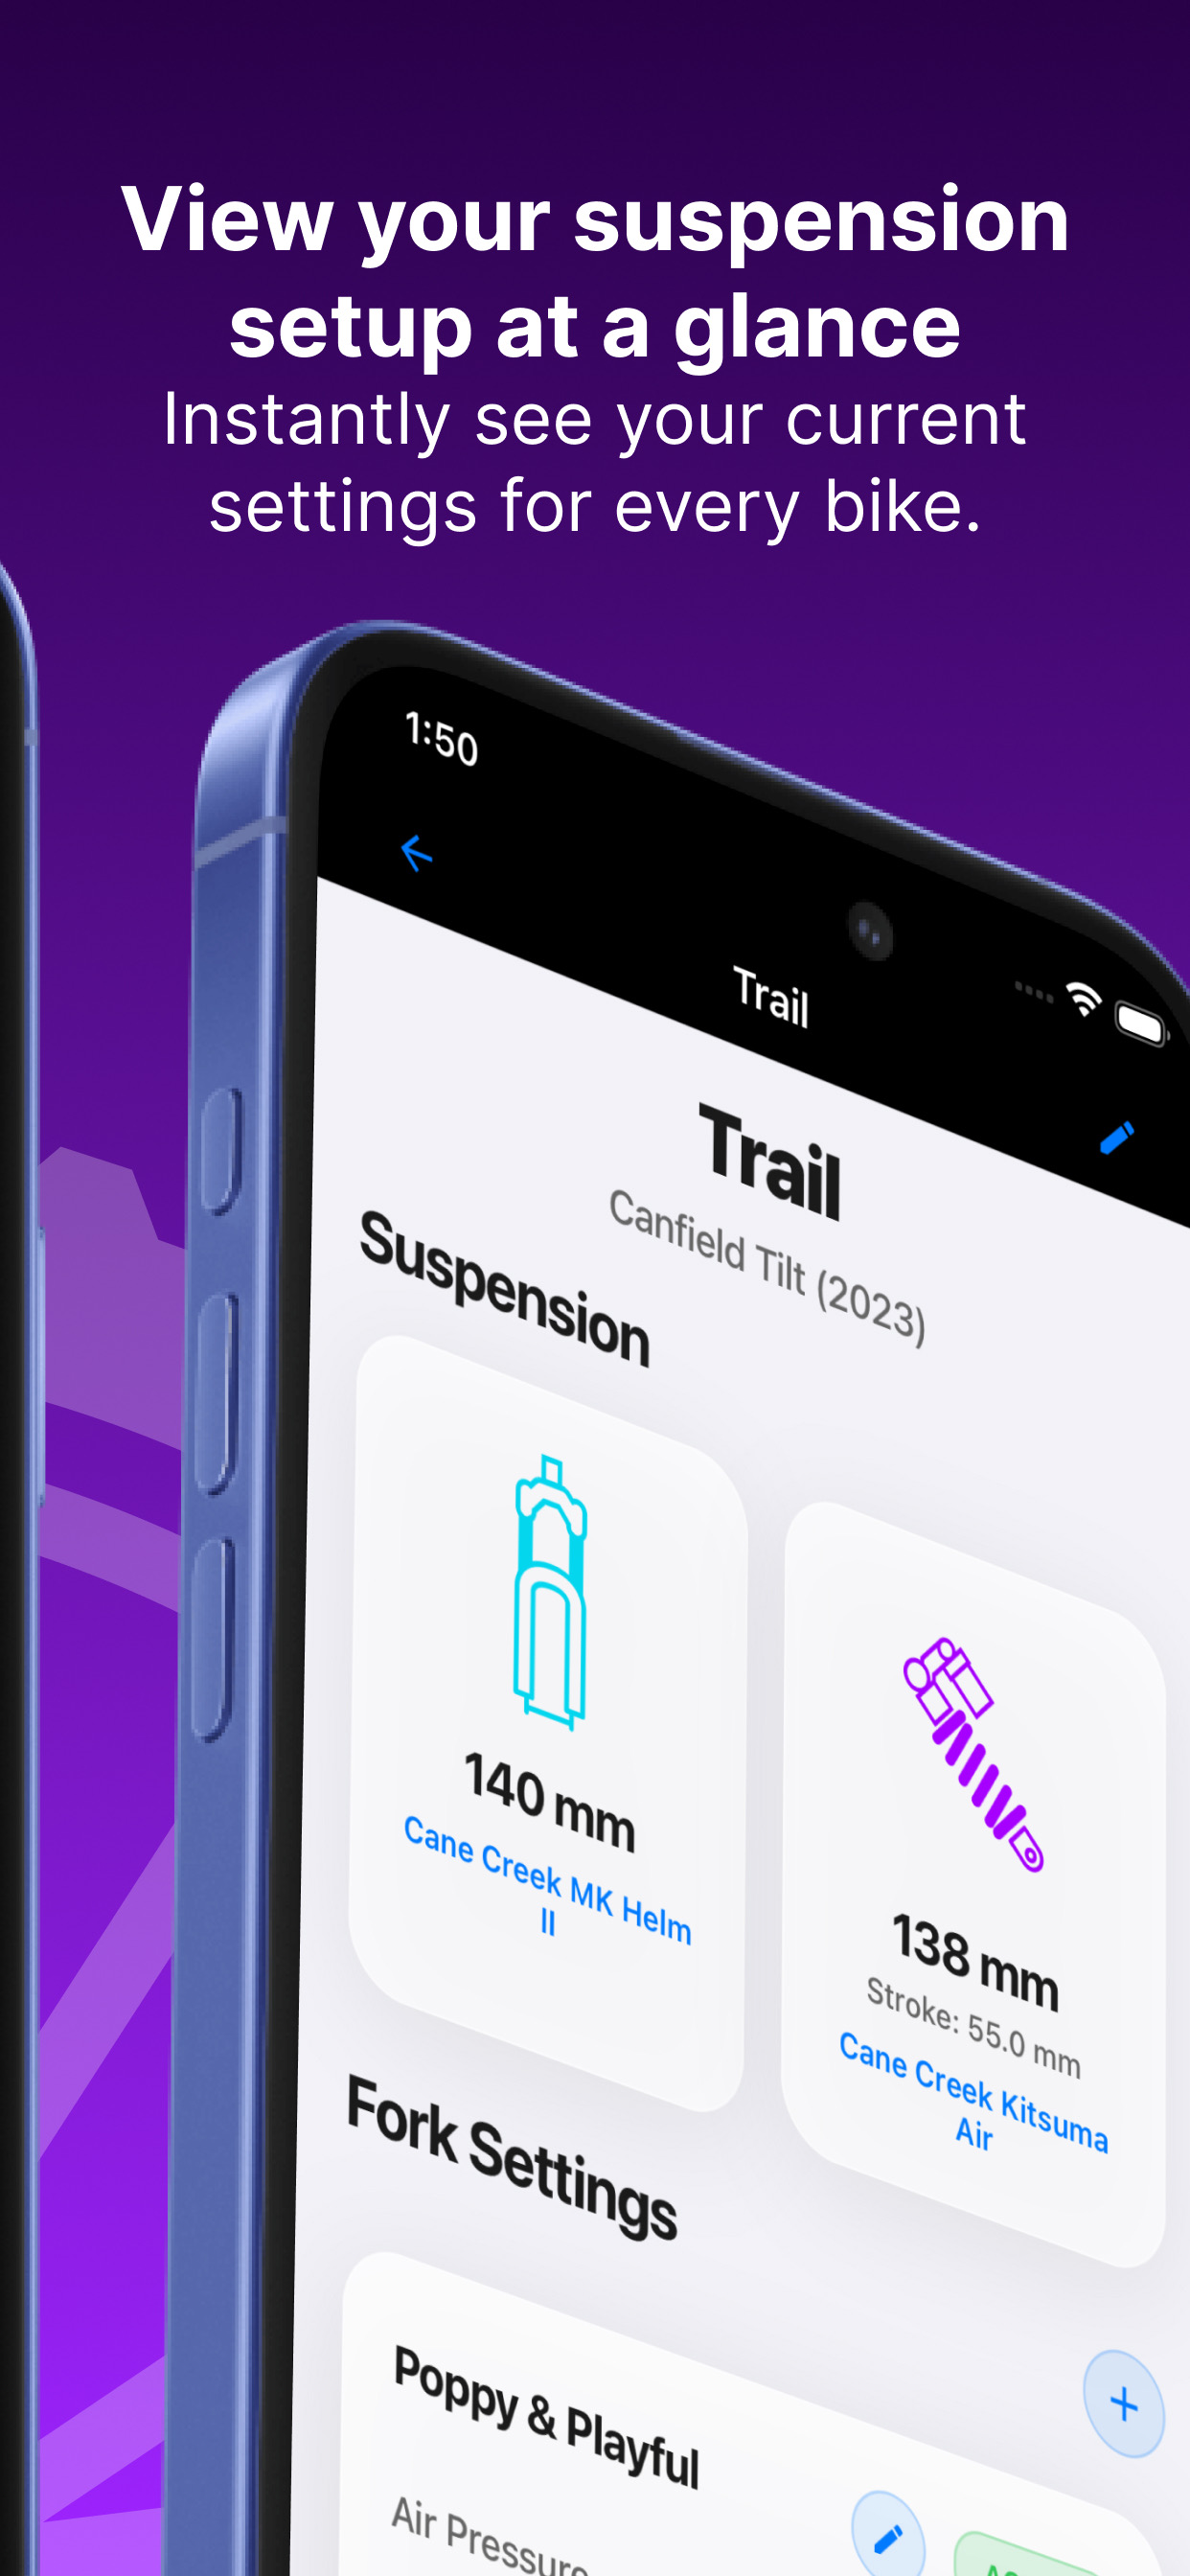 View your suspension
setup at a glance
Instantly see your current
settings for every bike.
1:50
Trail
Trail
Canfield Tilt (2023)
Suspension
140 mm
Cane Creek MK Helm
II
138 mm
Stroke: 55.0 mm
Cane Creek Kitsuma
Air
Fork Settings
+
Poppy & Playful
Air Pressure